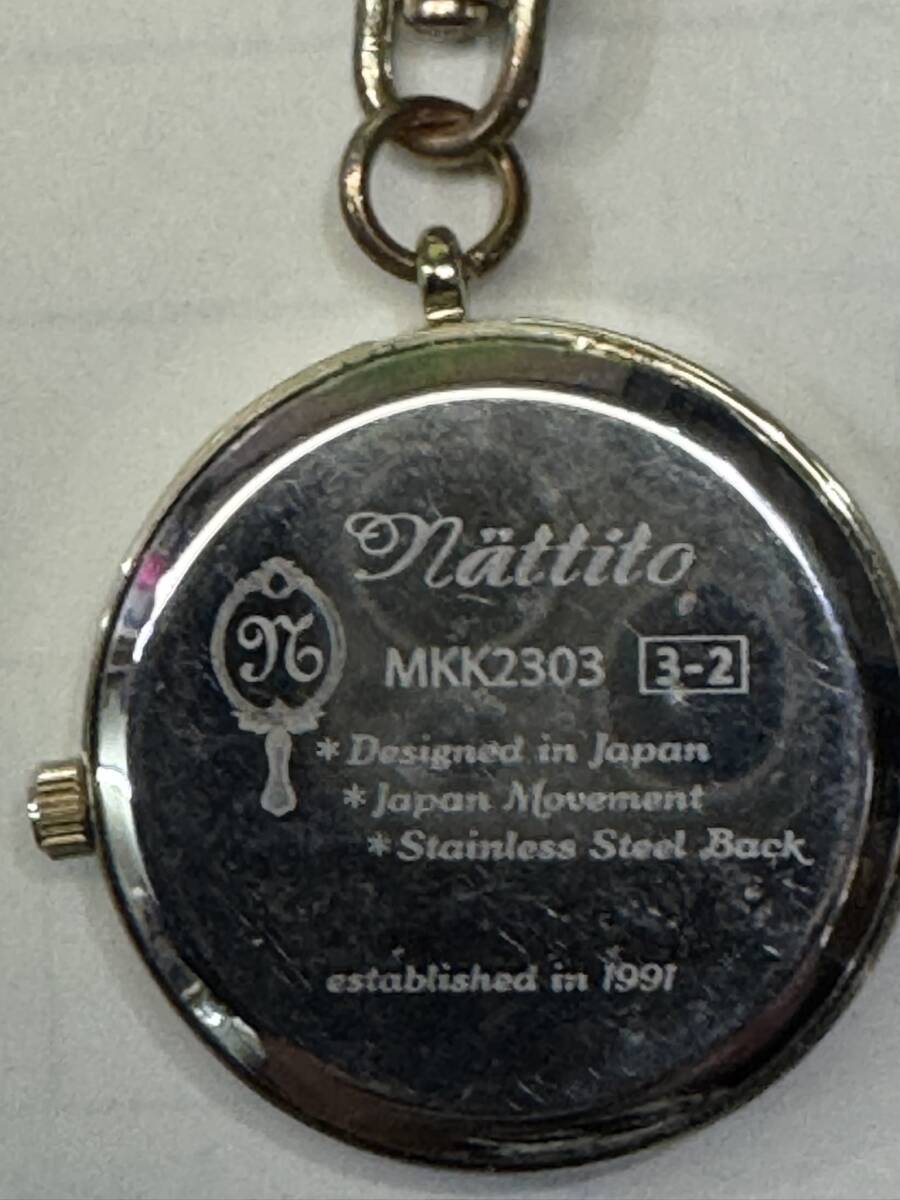 Nättito
N
MKK2303 3-2
*Designed in Japan
*Japan Movement
*Stainless Steel Back
established in 1991